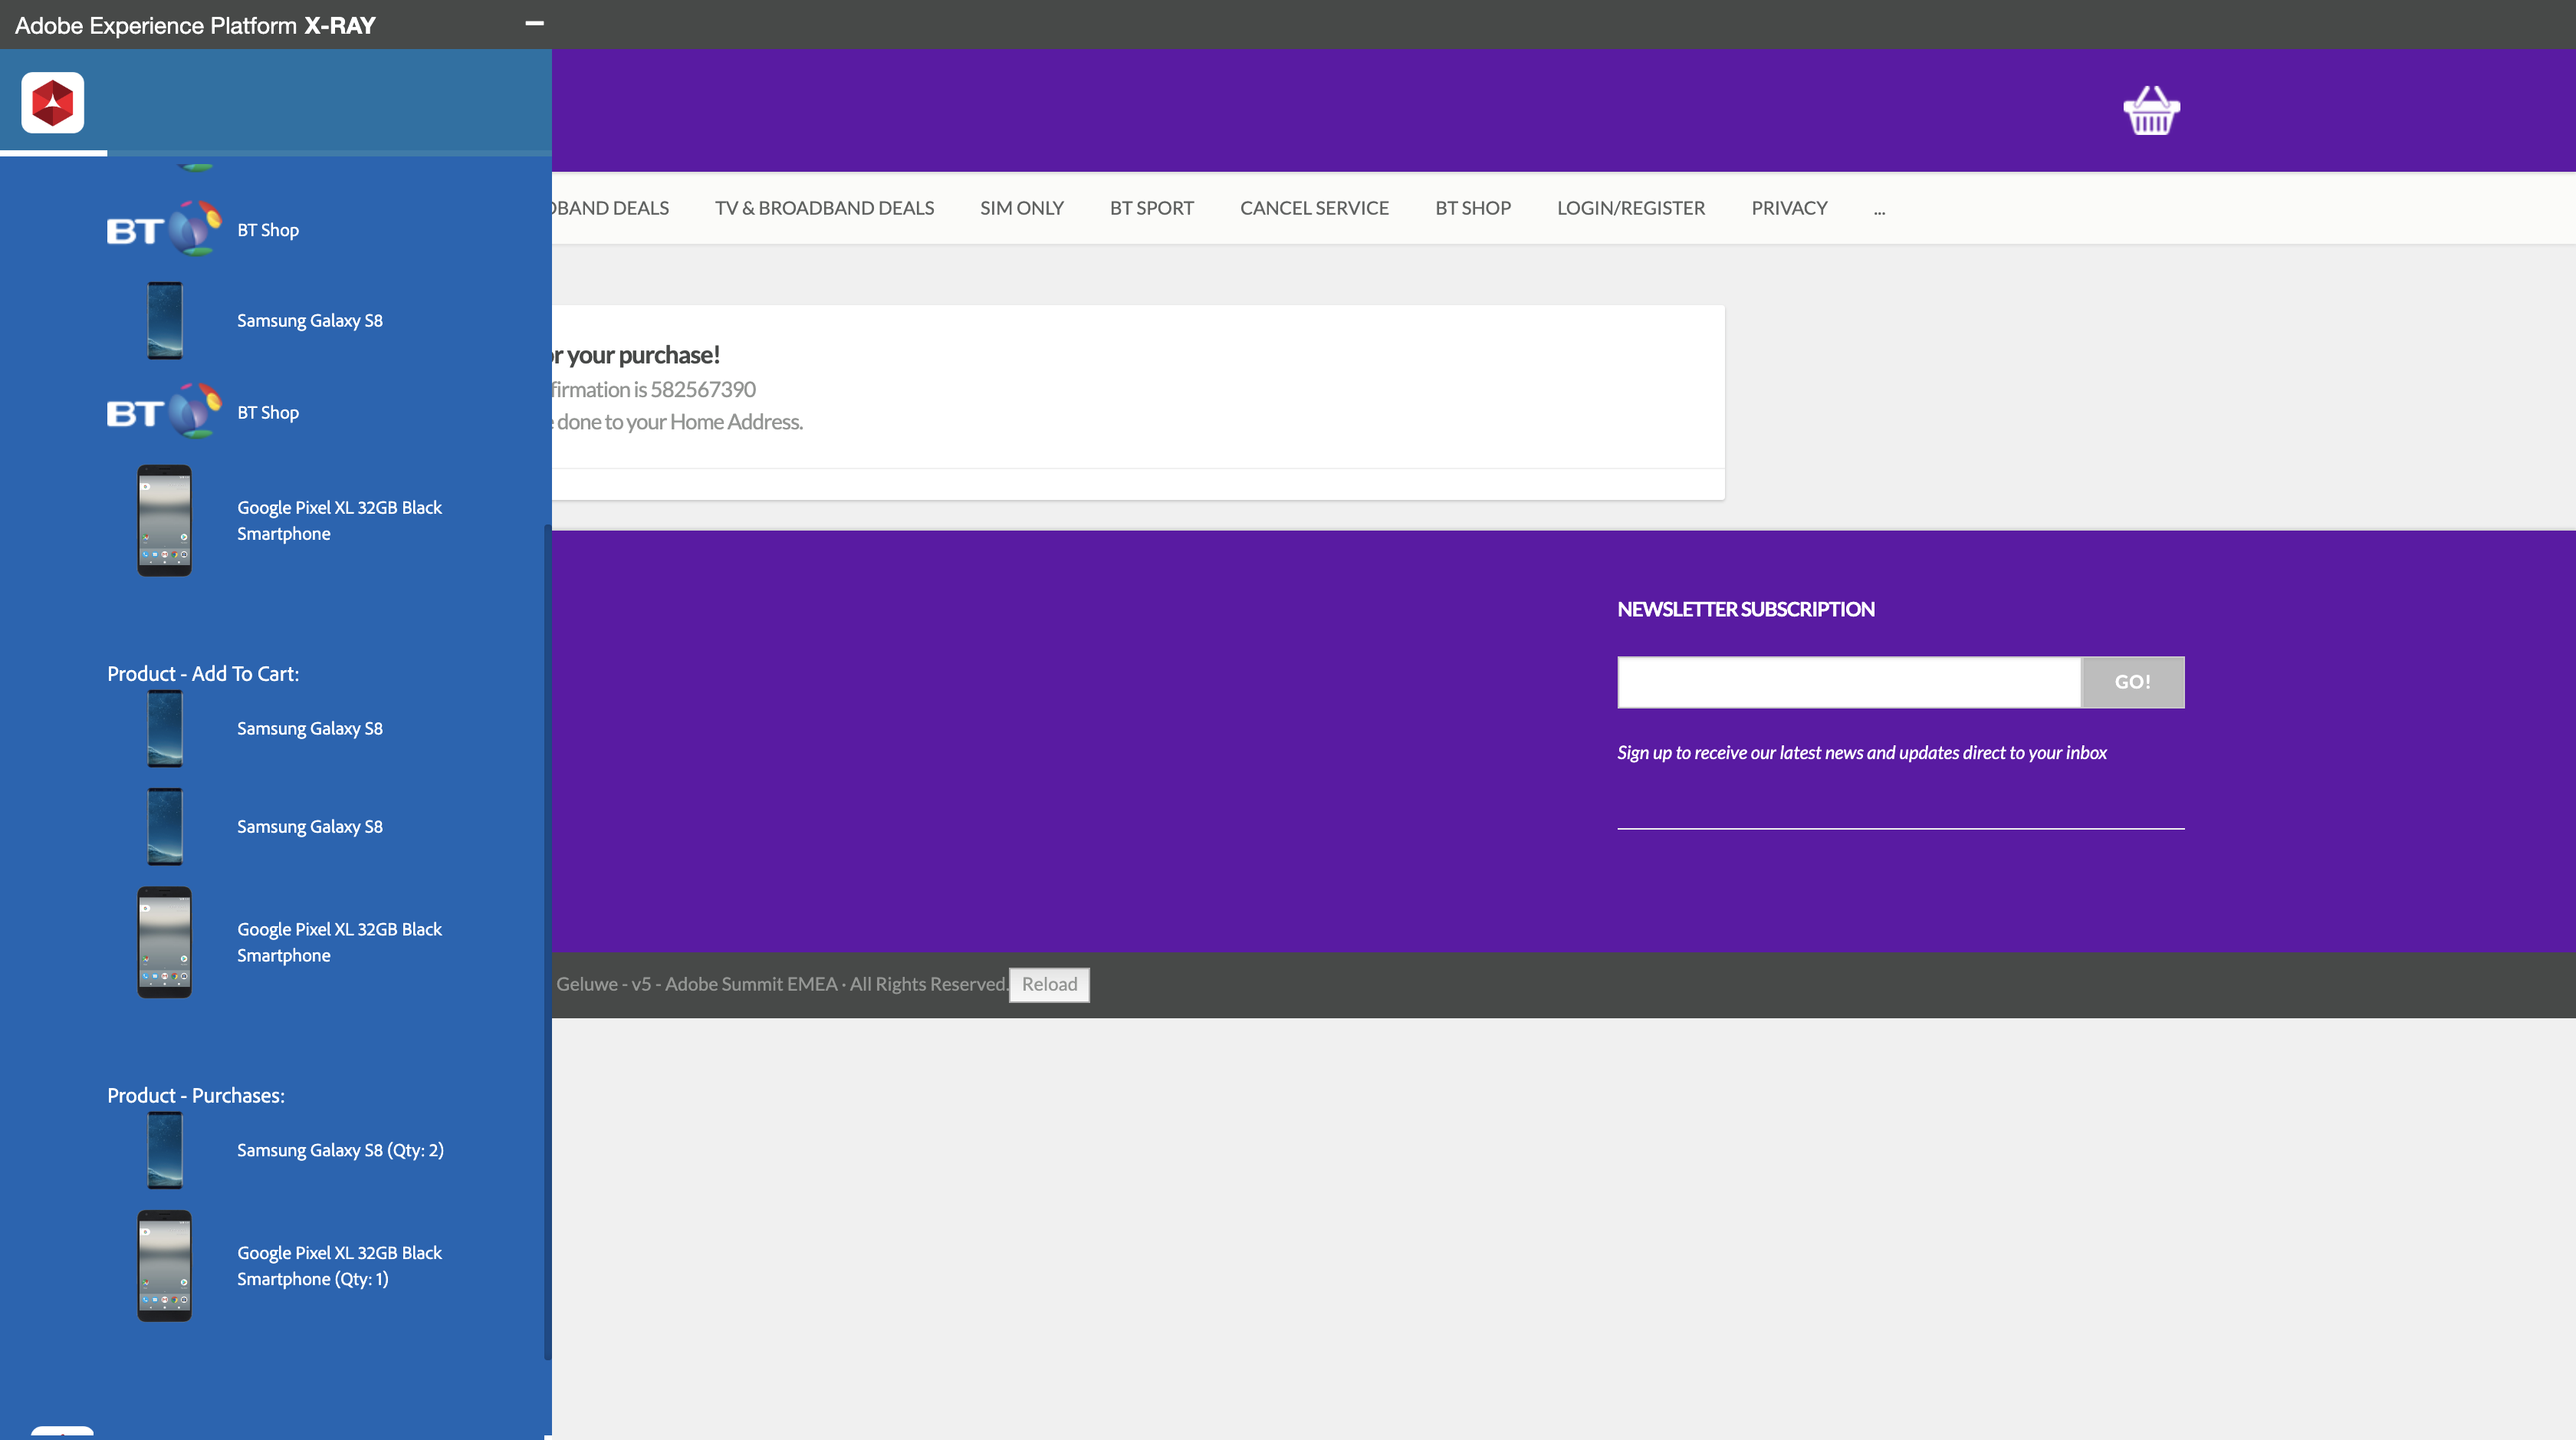 Adobe Experience Platform X-RAY
BT
BT Shop
Samsung Galaxy S8
BT
BT Shop
Google Pixel XL 32GB Black
Smartphone
Product - Add To Cart:
Samsung Galaxy S8
Samsung Galaxy S8
Google Pixel XL 32GB Black
Smartphone
Product - Purchases:
Samsung Galaxy S8 (Qty: 2)
Google Pixel XL 32GB Black
Smartphone (Qty: 1)
DBAND DEALS TV & BROADBAND DEALS SIM ONLY BT SPORT CANCEL SERVICE BT SHOP LOGIN/REGISTER PRIVACY ...
or your purchase!
firmation is 582567390
e done to your Home Address.
NEWSLETTER SUBSCRIPTION
GO!
Sign up to receive our latest news and updates direct to your inbox
Geluwe - v5 - Adobe Summit EMEA · All Rights Reserved. Reload